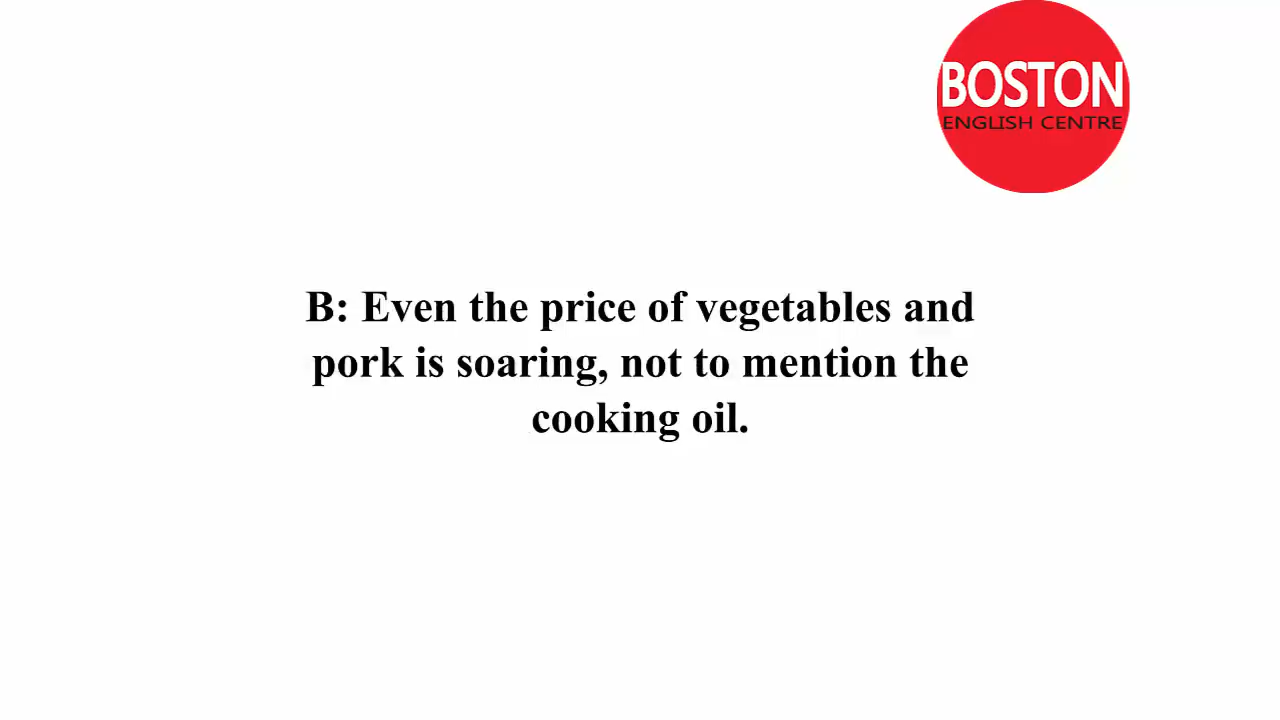 BOSTON
ENGLISH CENTRE
B: Even the price of vegetables and
pork is soaring, not to mention the
cooking oil.